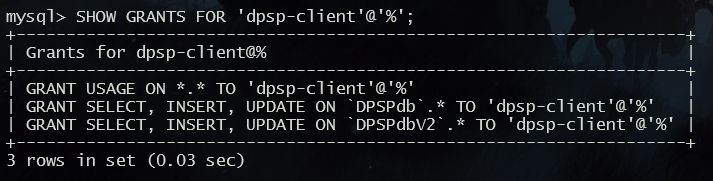 mysql> SHOW GRANTS FOR 'dpsp-client'@'%';
+---------------------------------------------------------------------+
| Grants for dpsp-client@% |
+---------------------------------------------------------------------+
| GRANT USAGE ON *.* TO 'dpsp-client'@'%' |
| GRANT SELECT, INSERT, UPDATE ON `DPSPdb`.* TO 'dpsp-client'@'%' |
| GRANT SELECT, INSERT, UPDATE ON `DPSPdbV2`.* TO 'dpsp-client'@'%' |
+---------------------------------------------------------------------+
3 rows in set (0.03 sec)